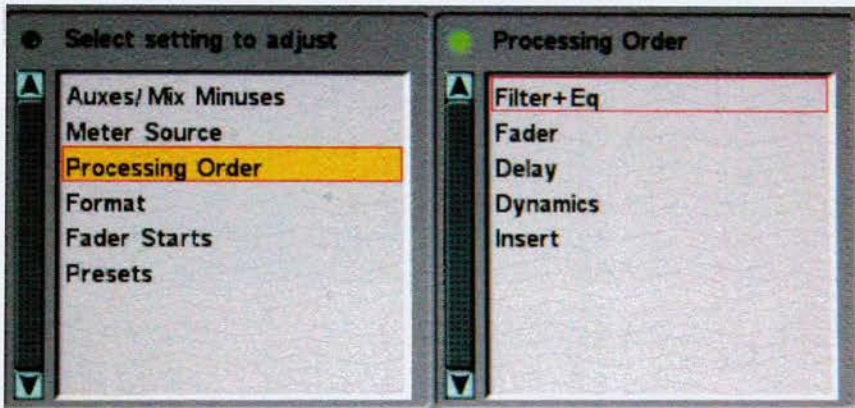 Select setting to adjust
Auxes/Mix Minuses
Meter Source
Processing Order
Format
Fader Starts
Presets
Processing Order
Filter+Eq
Fader
Delay
Dynamics
Insert